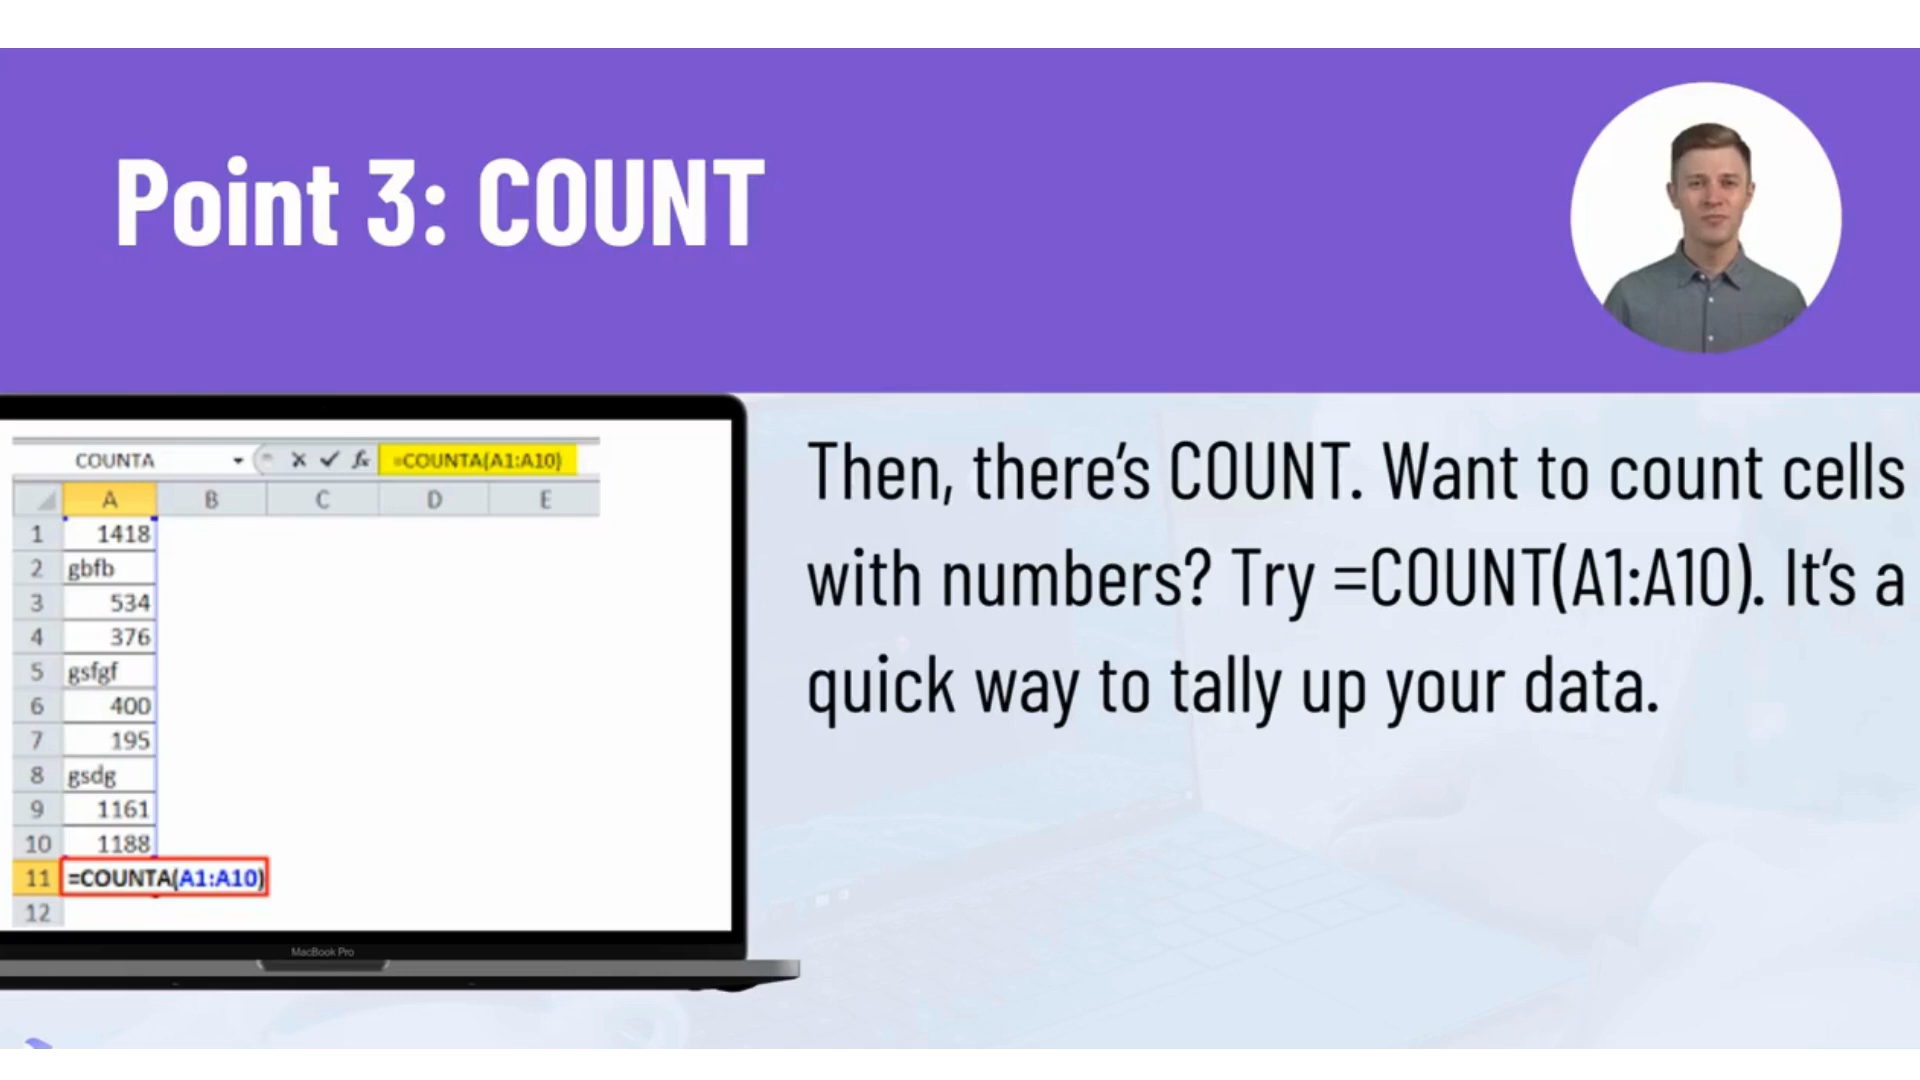 Point 3: COUNT
COUNTA fx =COUNTA(A1:A10)
A B C D E
1 1418
2 gbfb
3 534
4 376
5 gsfgf
6 400
7 195
8 gsdg
9 1161
10 1188
11 =COUNTA(A1:A10)
12
MacBook Pro
Then, there's COUNT. Want to count cells
with numbers? Try =COUNT(A1:A10). It's a
quick way to tally up your data.